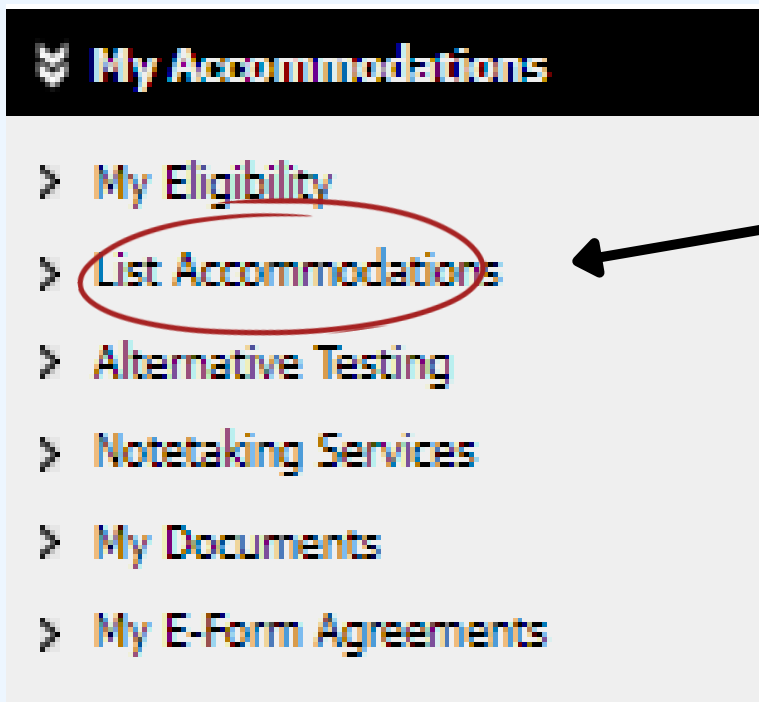 My Accommodations
My Eligibility
List Accommodations
Alternative Testing
Notetaking Services
My Documents
My E-Form Agreements